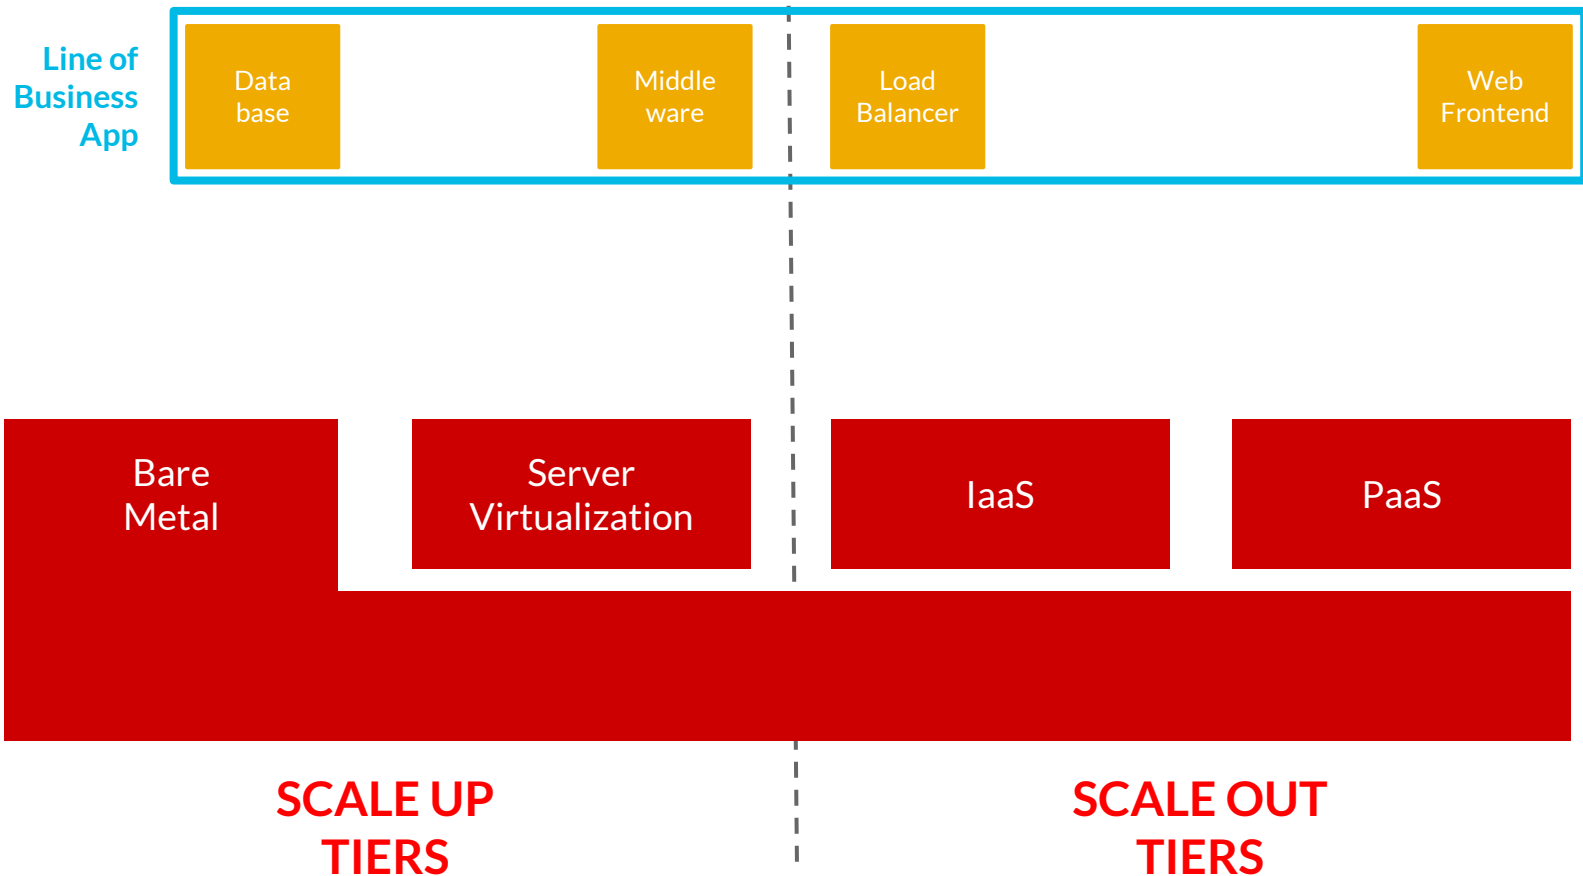 Line of
Business
App
Data
base
Middle
ware
Load
Balancer
Web
Frontend
Bare
Metal
Server
Virtualization
IaaS
PaaS
SCALE UP
TIERS
SCALE OUT
TIERS